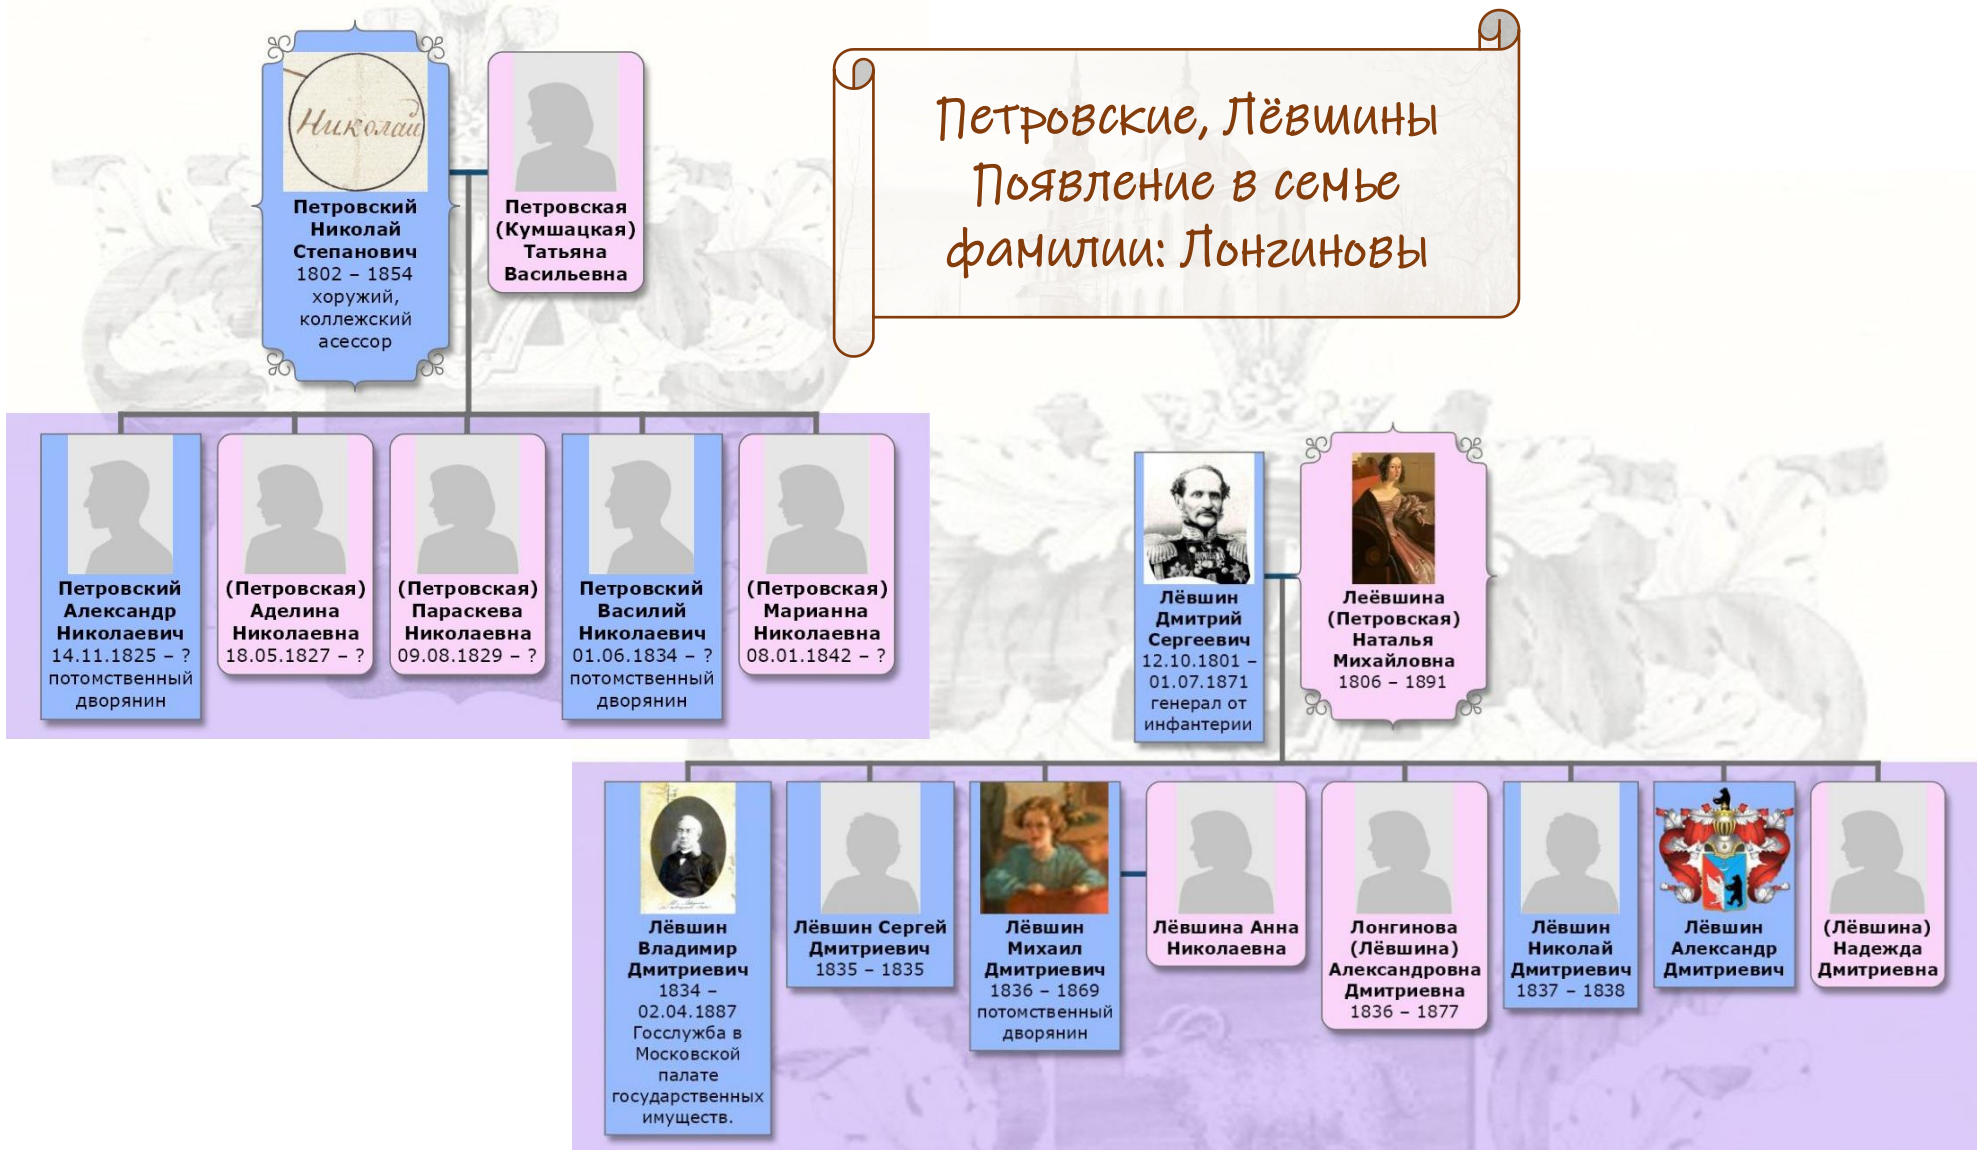 Петровские, Лёвшины
Появление в семье
фамилии: Лонгиновы
Николай
Петровский
Николай
Степанович
1802 – 1854
хоружий,
коллежский
асессор
Петровская
(Кумшацкая)
Татьяна
Васильевна
Петровский
Александр
Николаевич
14.11.1825 – ?
потомственный
дворянин
(Петровская)
Аделина
Николаевна
18.05.1827 – ?
(Петровская)
Параскева
Николаевна
09.08.1829 – ?
Петровский
Василий
Николаевич
01.06.1834 – ?
потомственный
дворянин
(Петровская)
Марианна
Николаевна
08.01.1842 – ?
Лёвшин
Дмитрий
Сергеевич
12.10.1801 –
01.07.1871
генерал от
инфантерии
Леёвшина
(Петровская)
Наталья
Михайловна
1806 – 1891
Лёвшин
Владимир
Дмитриевич
1834 –
02.04.1887
Госслужба в
Московской
палате
государственных
имуществ.
Лёвшин Сергей
Дмитриевич
1835 – 1835
Лёвшин
Михаил
Дмитриевич
1836 – 1869
потомственный
дворянин
Лёвшина Анна
Николаевна
Лонгинова
(Лёвшина)
Александровна
Дмитриевна
1836 – 1877
Лёвшин
Николай
Дмитриевич
1837 – 1838
Лёвшин
Александр
Дмитриевич
(Лёвшина)
Надежда
Дмитриевна